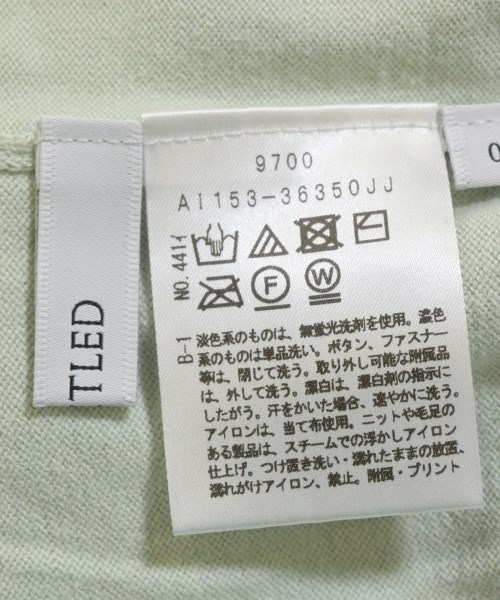 TLED
9700
AI153-36350JJ
NO.441イ
F
W
B-1
淡色系のものは、無蛍光洗剤を使用。濃色
系のものは単品洗い。ボタン、ファスナー
等は、閉じて洗う。取り外し可能な附属品
は、外して洗う。漂白は、漂白剤の指示に
したがう。汗をかいた場合、速やかに洗う。
アイロンは、当て布使用。ニットや毛足の
ある製品は、スチームでの浮かしアイロン
仕上げ。つけ置き洗い・濡れたままの放置、
濡れがけアイロン、禁止。附属・プリント
0